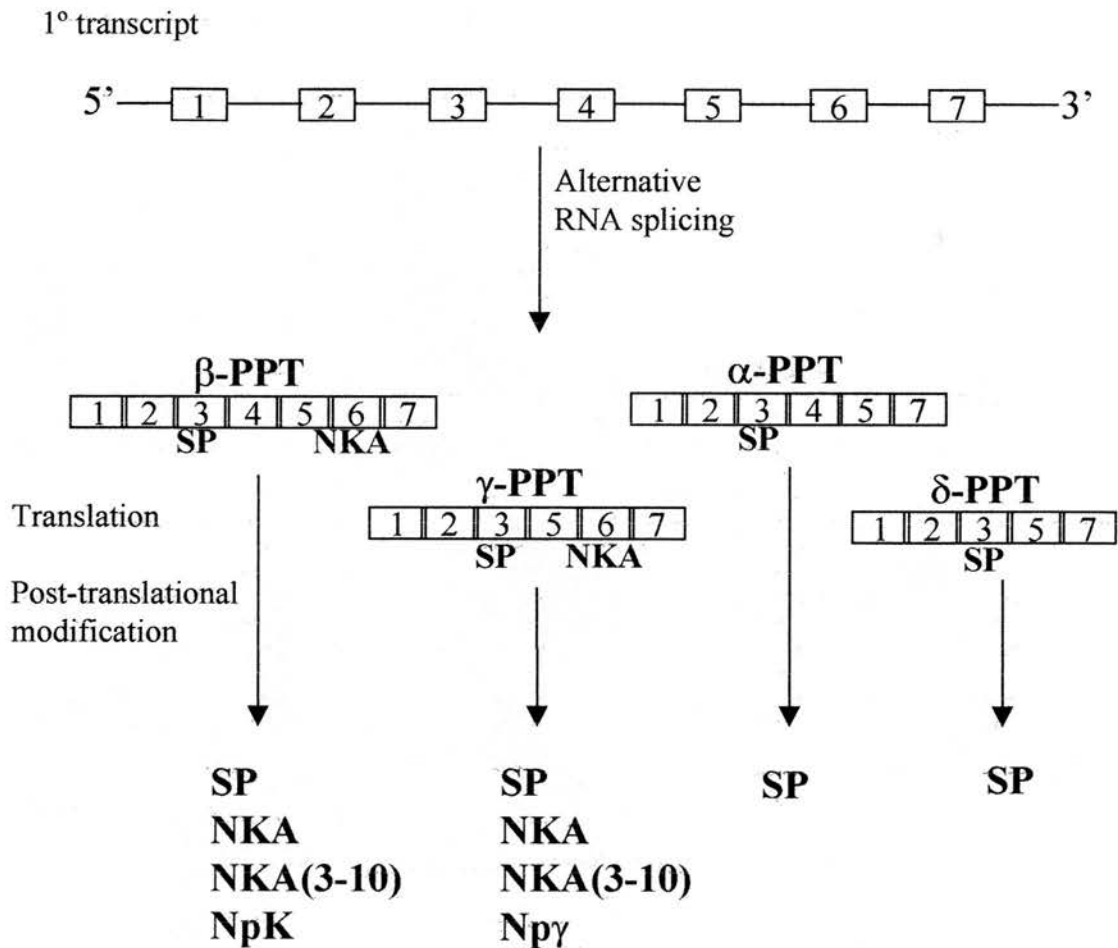 1º transcript
5’ 1 2 3 4 5 6 7 3’
Alternative
RNA splicing
β-PPT
1 2 3 4 5 6 7
SP NKA
α-PPT
1 2 3 4 5 7
SP
γ-PPT
1 2 3 5 6 7
SP NKA
δ-PPT
1 2 3 5 7
SP
Translation
Post-translational
modification
SP
NKA
NKA(3-10)
NpK
SP
NKA
NKA(3-10)
Npγ
SP
SP